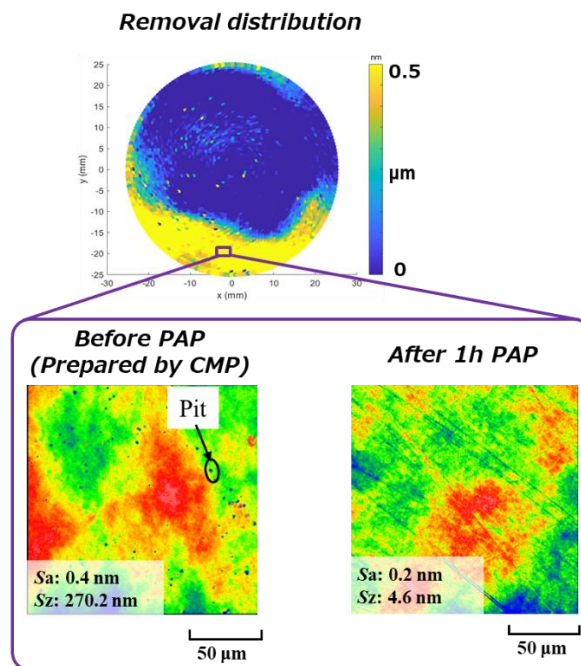 Removal distribution
nm
25
20
15
10
5
0
-5
-10
-15
-20
-25
y (mm)
-30 -20 -10 0 10 20 30
x (mm)
0.5
μm
0
Before PAP
(Prepared by CMP)
After 1h PAP
Pit
Sa: 0.4 nm
Sz: 270.2 nm
Sa: 0.2 nm
Sz: 4.6 nm
50 μm
50 μm